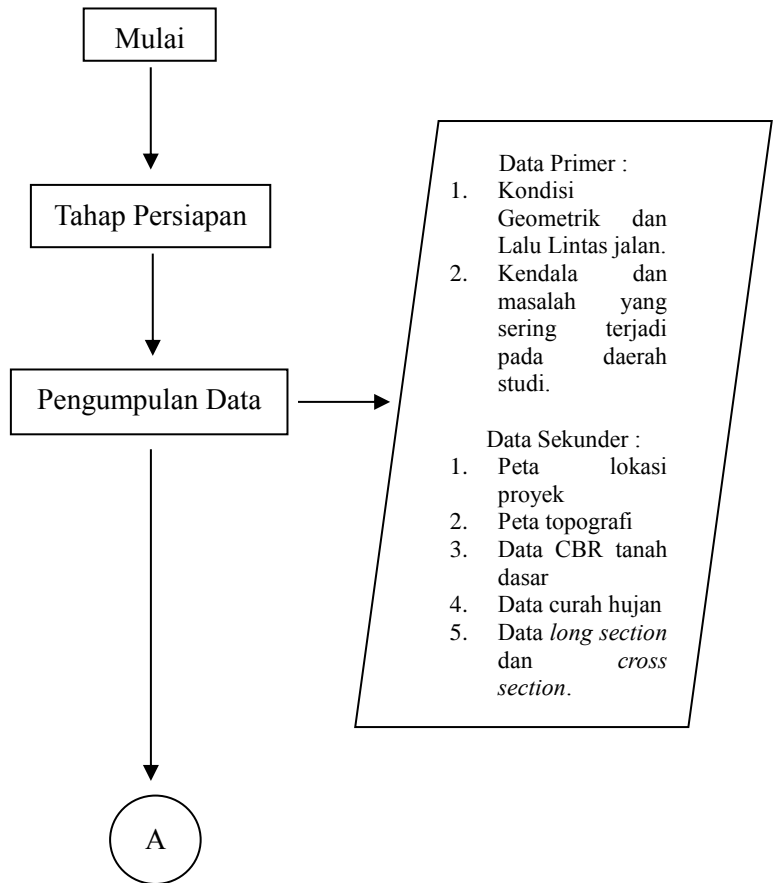 Mulai
Tahap Persiapan
Pengumpulan Data
Data Primer :
1. Kondisi
Geometrik dan
Lalu Lintas jalan.
2. Kendala dan
masalah yang
sering terjadi
pada daerah
studi.
Data Sekunder :
1. Peta lokasi
proyek
2. Peta topografi
3. Data CBR tanah
dasar
4. Data curah hujan
5. Data long section
dan cross
section.
A